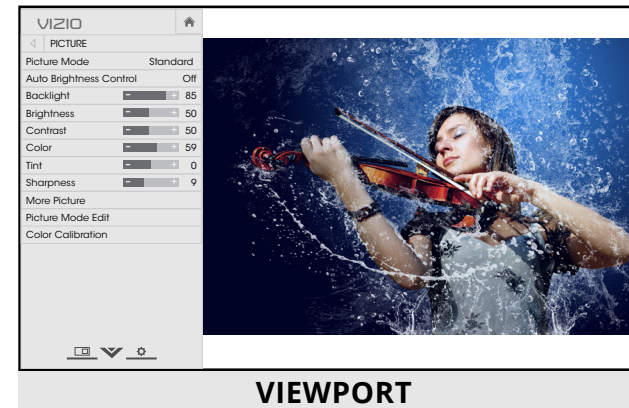 VIZIO
PICTURE
Picture Mode Standard
Auto Brightness Control Off
Backlight - + 85
Brightness - + 50
Contrast - + 50
Color - + 59
Tint - + 0
Sharpness - + 9
More Picture
Picture Mode Edit
Color Calibration
VIEWPORT